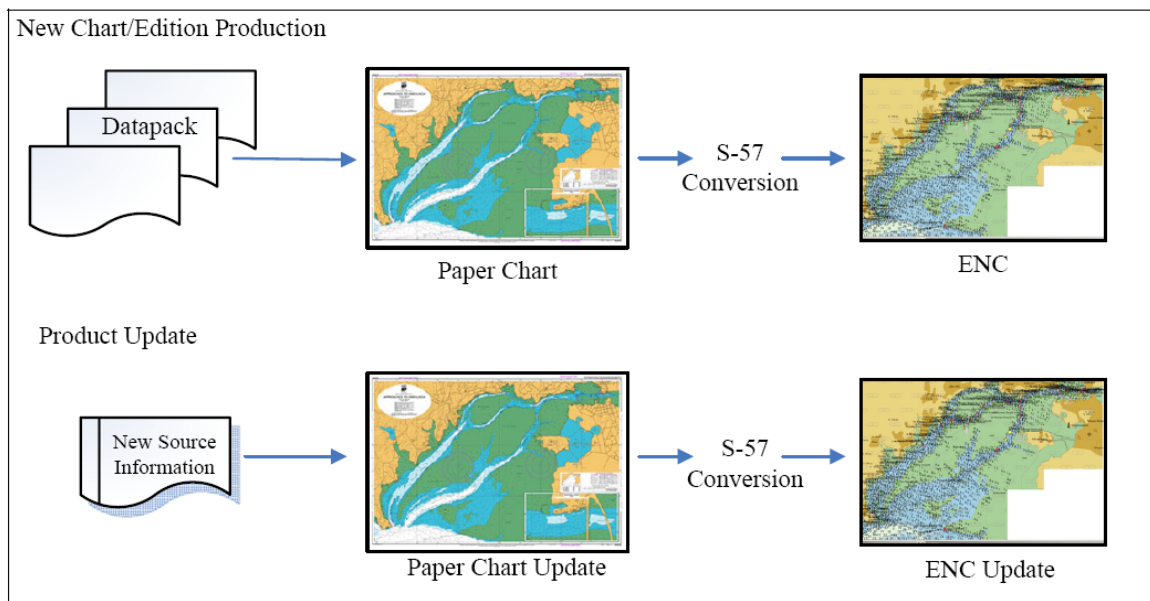 New Chart/Edition Production
Datapack
S-57
Conversion
Paper Chart
ENC
Product Update
New Source
Information
S-57
Conversion
Paper Chart Update
ENC Update